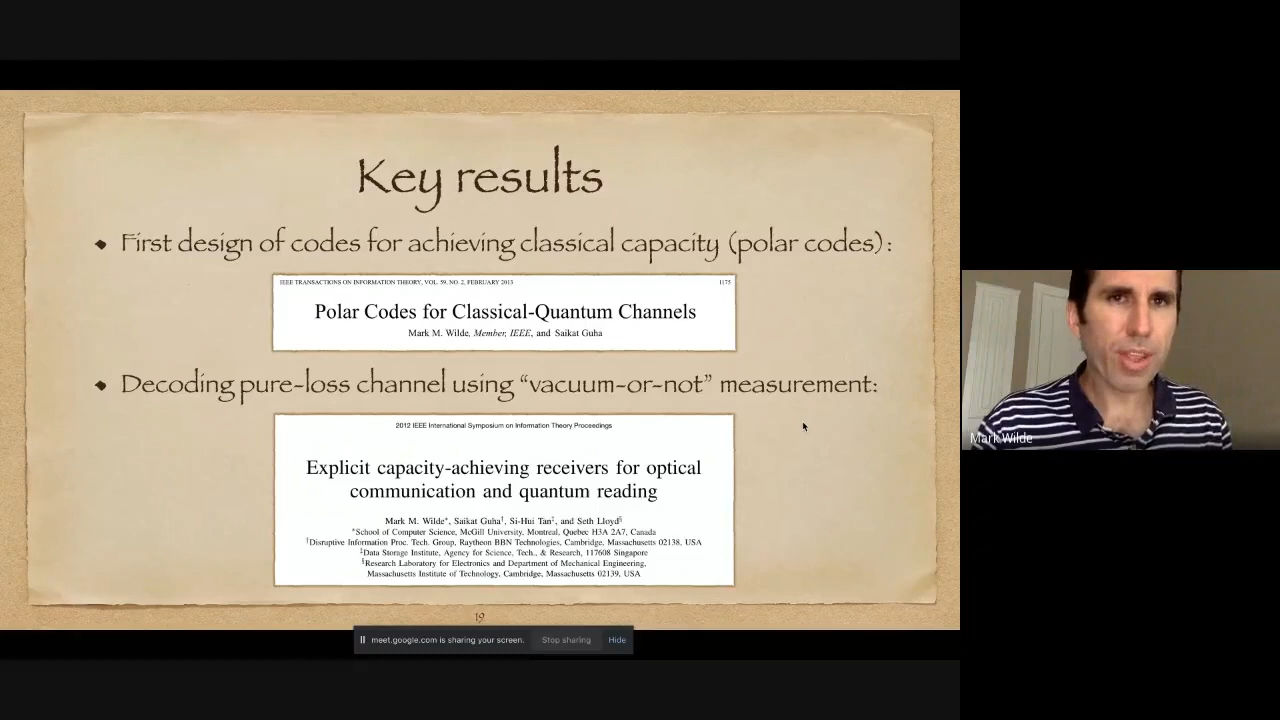 Key results
First design of codes for achieving classical capacity (polar codes):
IEEE TRANSACTIONS ON INFORMATION THEORY, VOL. 59, NO. 2, FEBRUARY 2013 1175
Polar Codes for Classical-Quantum Channels
Mark M. Wilde, Member, IEEE, and Saikat Guha
Decoding pure-loss channel using “vacuum-or-not” measurement:
2012 IEEE International Symposium on Information Theory Proceedings
Explicit capacity-achieving receivers for optical
communication and quantum reading
Mark M. Wilde*, Saikat Guha†, Si-Hui Tan‡, and Seth Lloyd§
*School of Computer Science, McGill University, Montreal, Quebec H3A 2A7, Canada
†Disruptive Information Proc. Tech. Group, Raytheon BBN Technologies, Cambridge, Massachusetts 02138, USA
‡Data Storage Institute, Agency for Science, Tech., & Research, 117608 Singapore
§Research Laboratory for Electronics and Department of Mechanical Engineering,
Massachusetts Institute of Technology, Cambridge, Massachusetts 02139, USA
19
meet.google.com is sharing your screen. Stop sharing Hide
Mark Wilde